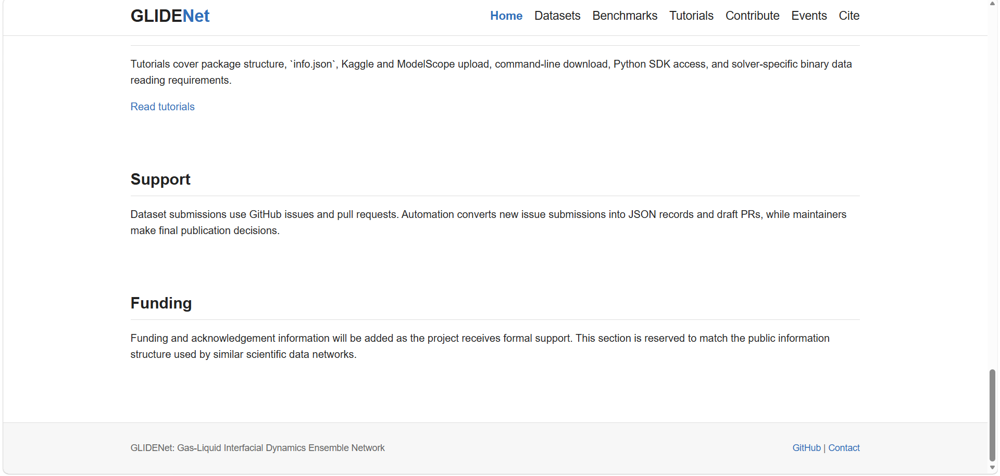 GLIDENet
Home Datasets Benchmarks Tutorials Contribute Events Cite
Tutorials cover package structure, `info.json`, Kaggle and ModelScope upload, command-line download, Python SDK access, and solver-specific binary data
reading requirements.
Read tutorials
Support
Dataset submissions use GitHub issues and pull requests. Automation converts new issue submissions into JSON records and draft PRs, while maintainers
make final publication decisions.
Funding
Funding and acknowledgement information will be added as the project receives formal support. This section is reserved to match the public information
structure used by similar scientific data networks.
GLIDENet: Gas-Liquid Interfacial Dynamics Ensemble Network
GitHub | Contact